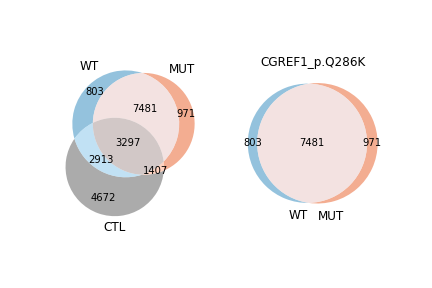 WT
MUT
803
7481
971
3297
2913
1407
4672
CTL
CGREF1_p.Q286K
803
7481
971
WT
MUT